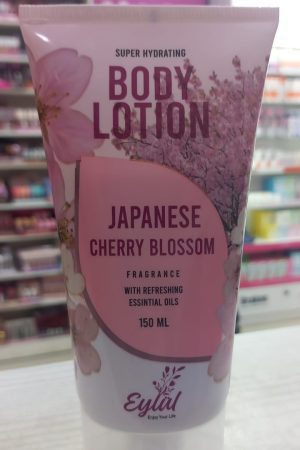 SUPER HYDRATING
BODY
LOTION
JAPANESE
CHERRY BLOSSOM
FRAGRANCE
WITH REFRESHING
ESSINTIAL OILS
150 ML
Eylal
Enjoy Your Life